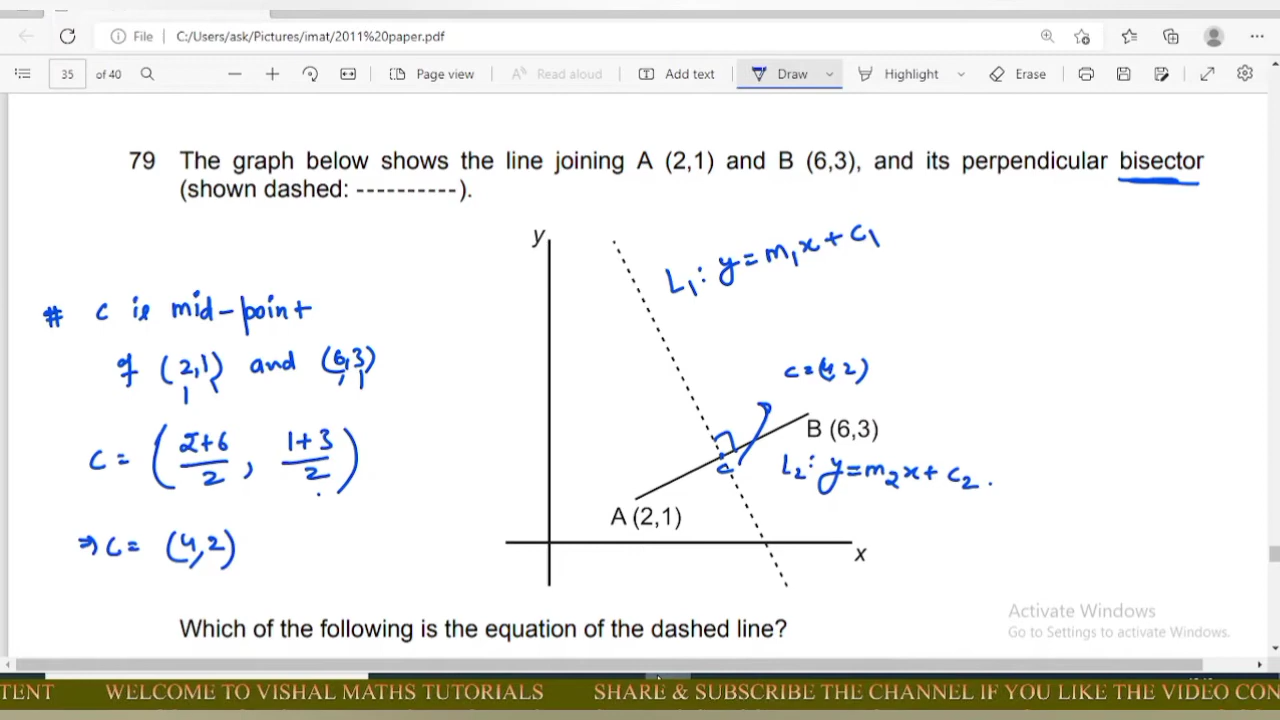 File | C:/Users/ask/Pictures/imat/2011%20paper.pdf
35 of 40 Page view Read aloud Add text Draw Highlight Erase
79 The graph below shows the line joining A (2,1) and B (6,3), and its perpendicular bisector
(shown dashed: ----------).
y
L₁: y = m₁x + c₁
# C is mid-point
of (2,1) and (6,3)
C = (2+6/2, 1+3/2)
⇒ C = (4,2)
C = (4,2)
B (6,3)
L₂: y = m₂x + c₂.
C
A (2,1)
x
Which of the following is the equation of the dashed line?
Activate Windows
Go to Settings to activate Windows.
TENT WELCOME TO VISHAL MATHS TUTORIALS SHARE & SUBSCRIBE THE CHANNEL IF YOU LIKE THE VIDEO CON